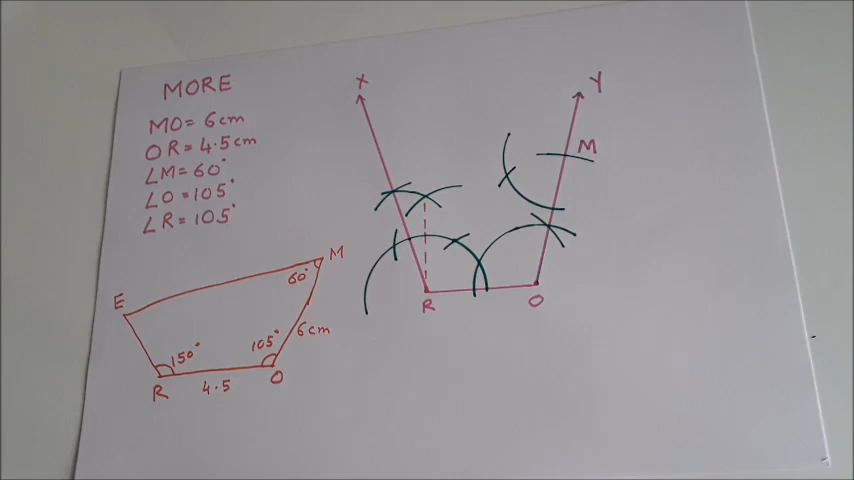 MORE
MO = 6cm
OR = 4.5cm
∠M = 60°
∠O = 105°
∠R = 105°
E
M
60°
150°
105°
6cm
R
4.5
O
X
Y
M
R
O